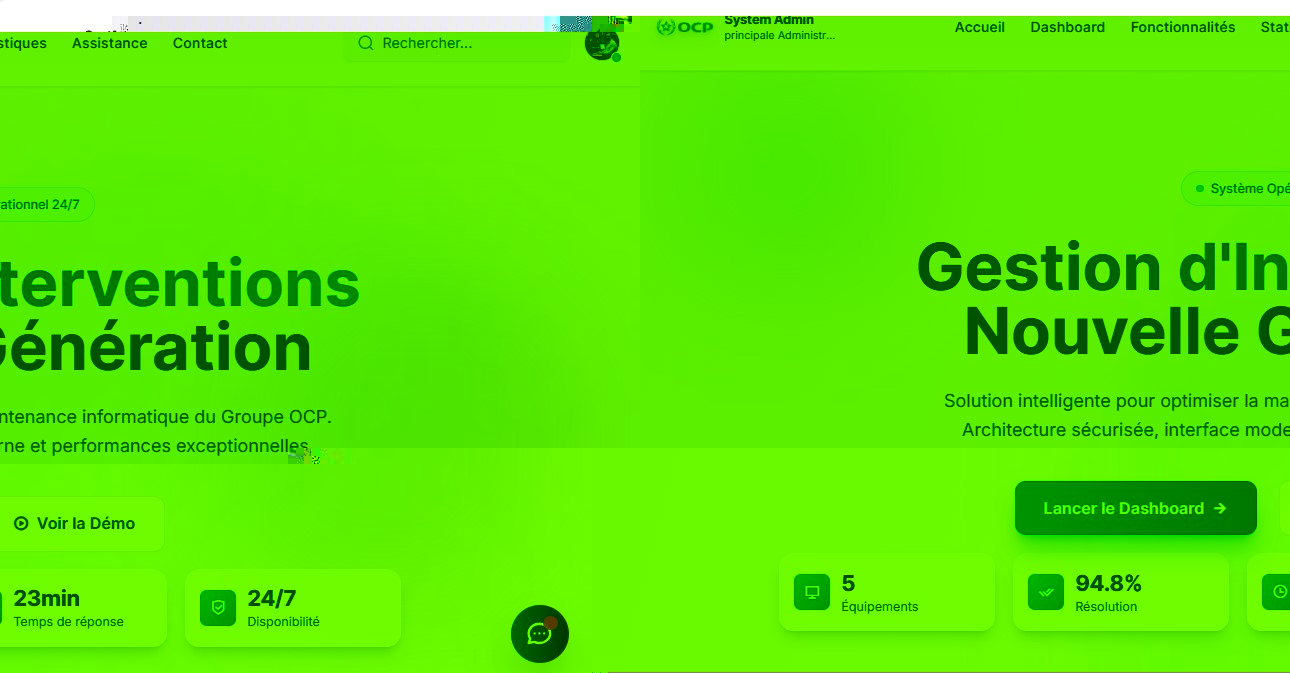 stiques Assistance Contact Rechercher...
ationnel 24/7
terventions
Génération
ntenance informatique du Groupe OCP.
rne et performances exceptionnelles.
Voir la Démo
23min
Temps de réponse
24/7
Disponibilité
OCP
System Admin
principale Administr...
Accueil Dashboard Fonctionnalités Stat
Système Opé
Gestion d'In
Nouvelle G
Solution intelligente pour optimiser la ma
Architecture sécurisée, interface mode
Lancer le Dashboard →
5
Équipements
94.8%
Résolution